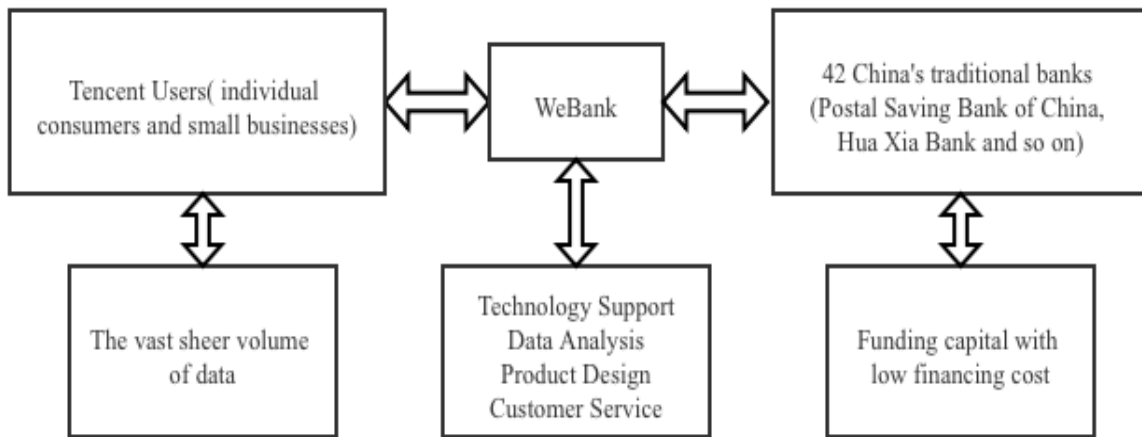 Tencent Users( individual
consumers and small businesses)
WeBank
42 China's traditional banks
(Postal Saving Bank of China,
Hua Xia Bank and so on)
The vast sheer volume
of data
Technology Support
Data Analysis
Product Design
Customer Service
Funding capital with
low financing cost